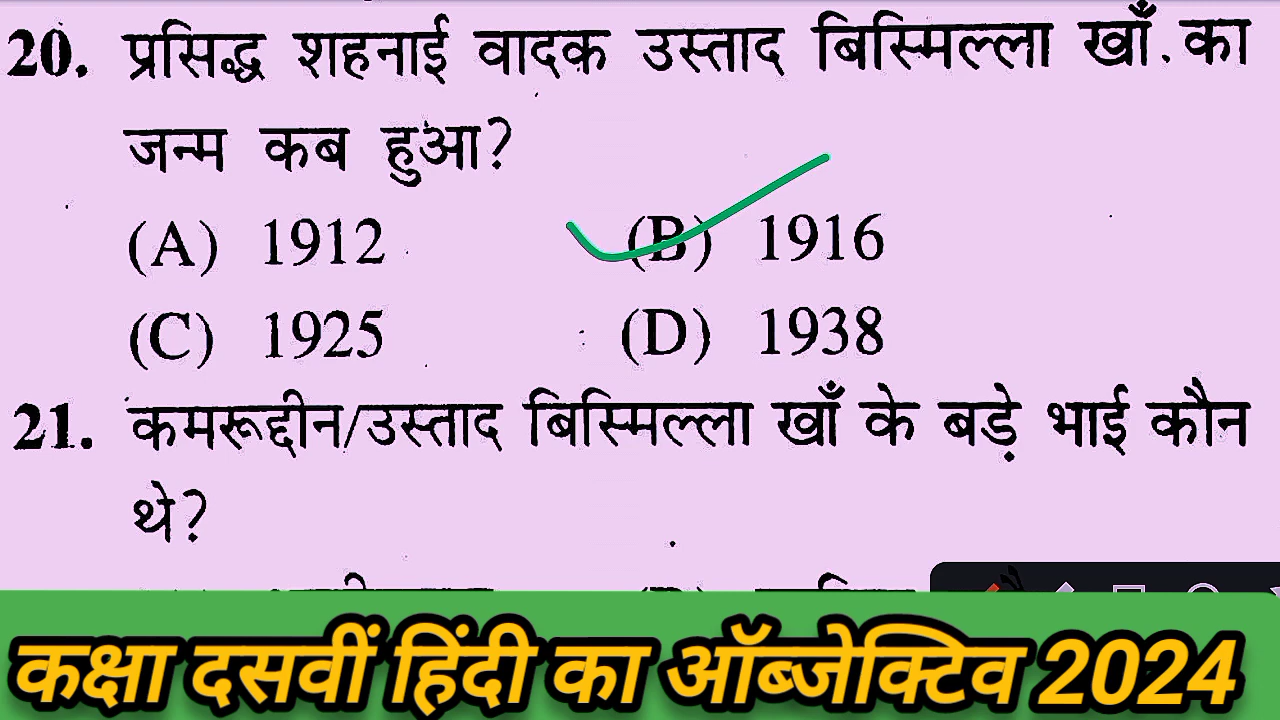 20. प्रसिद्ध शहनाई वादक उस्ताद बिस्मिल्ला खाँ.का
जन्म कब हुआ?
(A) 1912 (B) 1916
(C) 1925 (D) 1938
21. कमरूद्दीन/उस्ताद बिस्मिल्ला खाँ के बड़े भाई कौन
थे?
कक्षा दसवीं हिंदी का ऑब्जेक्टिव 2024